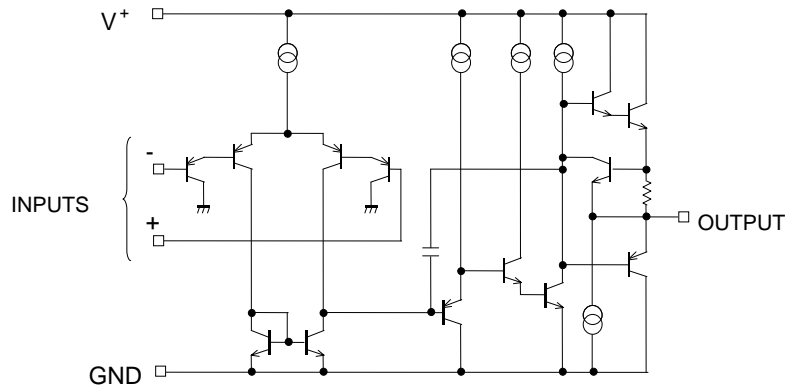 V+
-
INPUTS
+
OUTPUT
GND